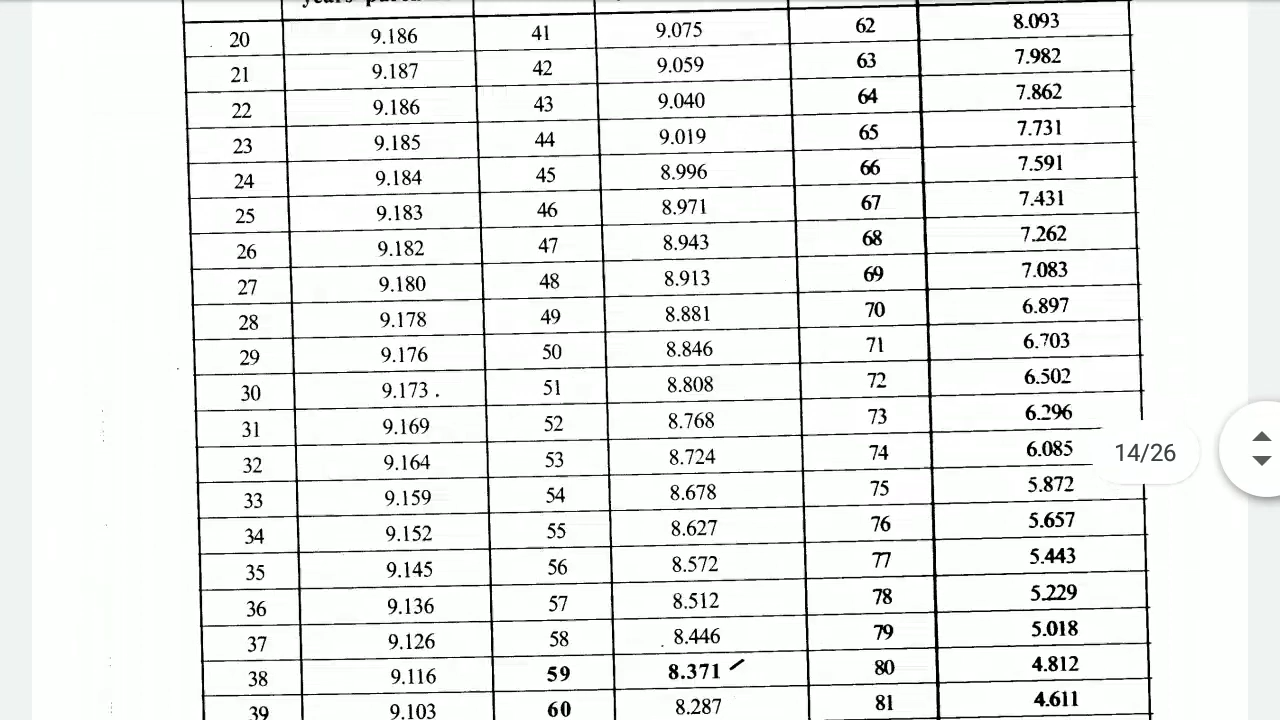 20 9.186 41 9.075 62 8.093
21 9.187 42 9.059 63 7.982
22 9.186 43 9.040 64 7.862
23 9.185 44 9.019 65 7.731
24 9.184 45 8.996 66 7.591
25 9.183 46 8.971 67 7.431
26 9.182 47 8.943 68 7.262
27 9.180 48 8.913 69 7.083
28 9.178 49 8.881 70 6.897
29 9.176 50 8.846 71 6.703
30 9.173 . 51 8.808 72 6.502
31 9.169 52 8.768 73 6.296
32 9.164 53 8.724 74 6.085
14/26
33 9.159 54 8.678 75 5.872
34 9.152 55 8.627 76 5.657
35 9.145 56 8.572 77 5.443
36 9.136 57 8.512 78 5.229
37 9.126 58 8.446 79 5.018
38 9.116 59 8.371 80 4.812
39 9.103 60 8.287 81 4.611